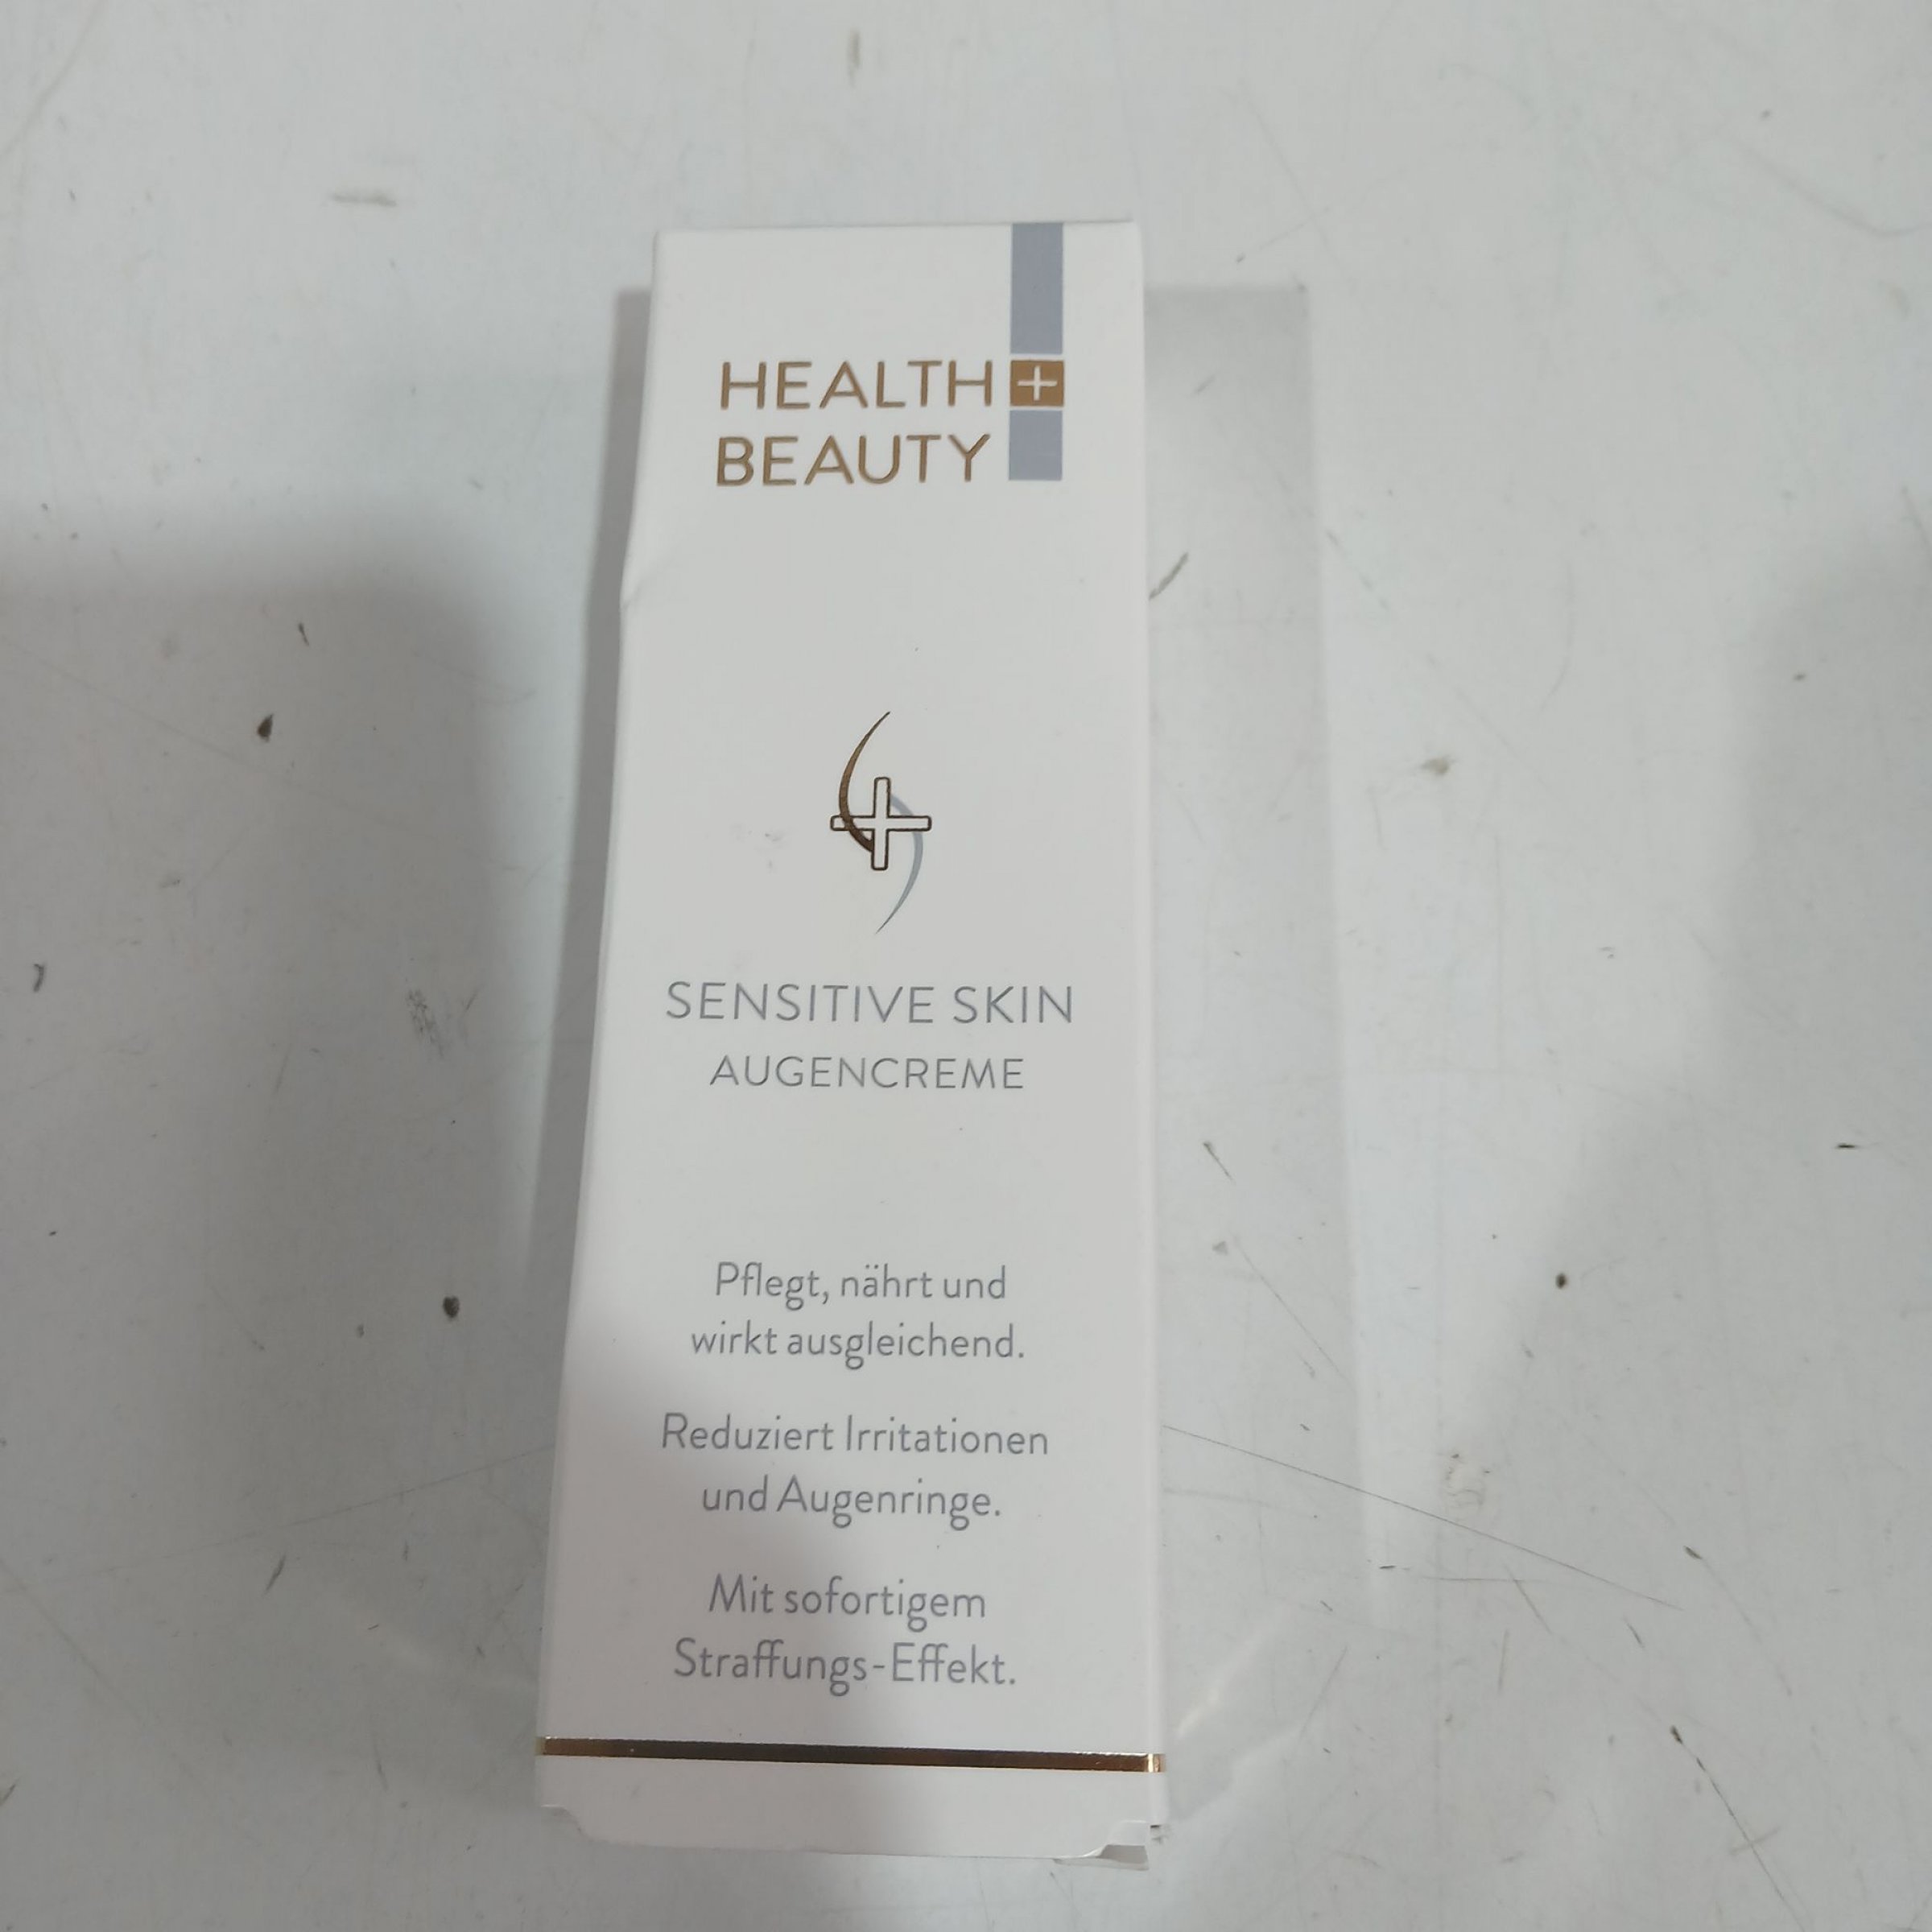 HEALTH +
BEAUTY
SENSITIVE SKIN
AUGENCREME
Pflegt, nährt und
wirkt ausgleichend.
Reduziert Irritationen
und Augenringe.
Mit sofortigem
Straffungs-Effekt.